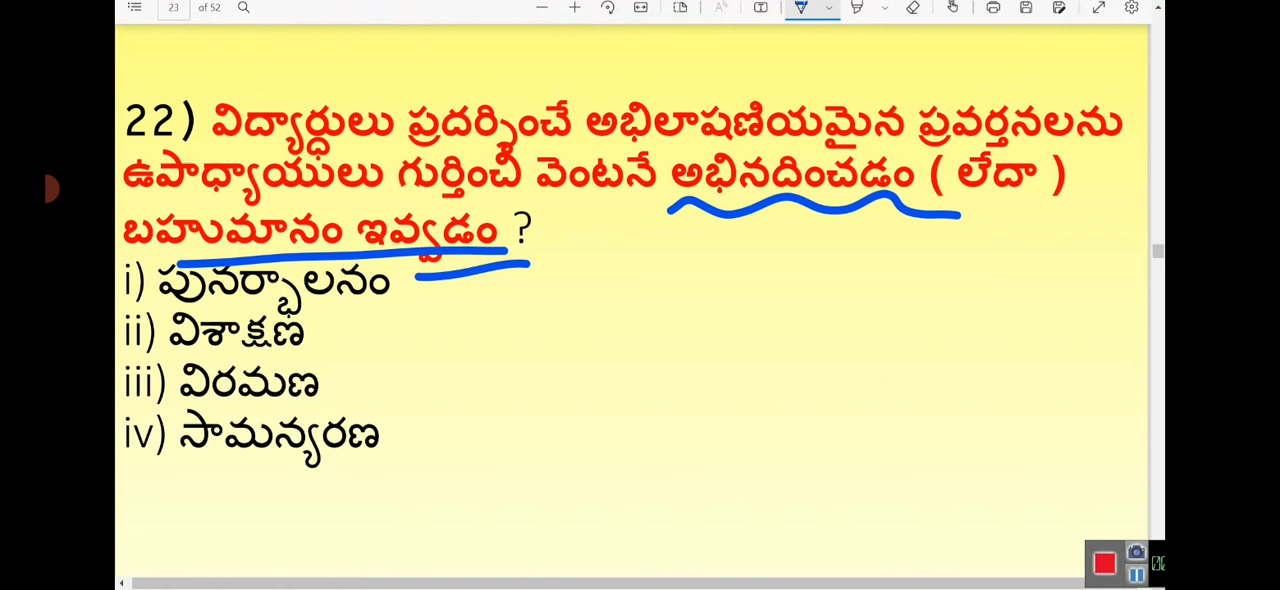 23 of 52
22) విద్యార్ధులు ప్రదర్శించే అభిలాషణియమైన ప్రవర్తనలను
ఉపాధ్యాయులు గుర్తించి వెంటనే అభినదించడం ( లేదా )
బహుమానం ఇవ్వడం ?
i) పునర్భాలనం
ii) విశాక్షణ
iii) విరమణ
iv) సామన్యరణ